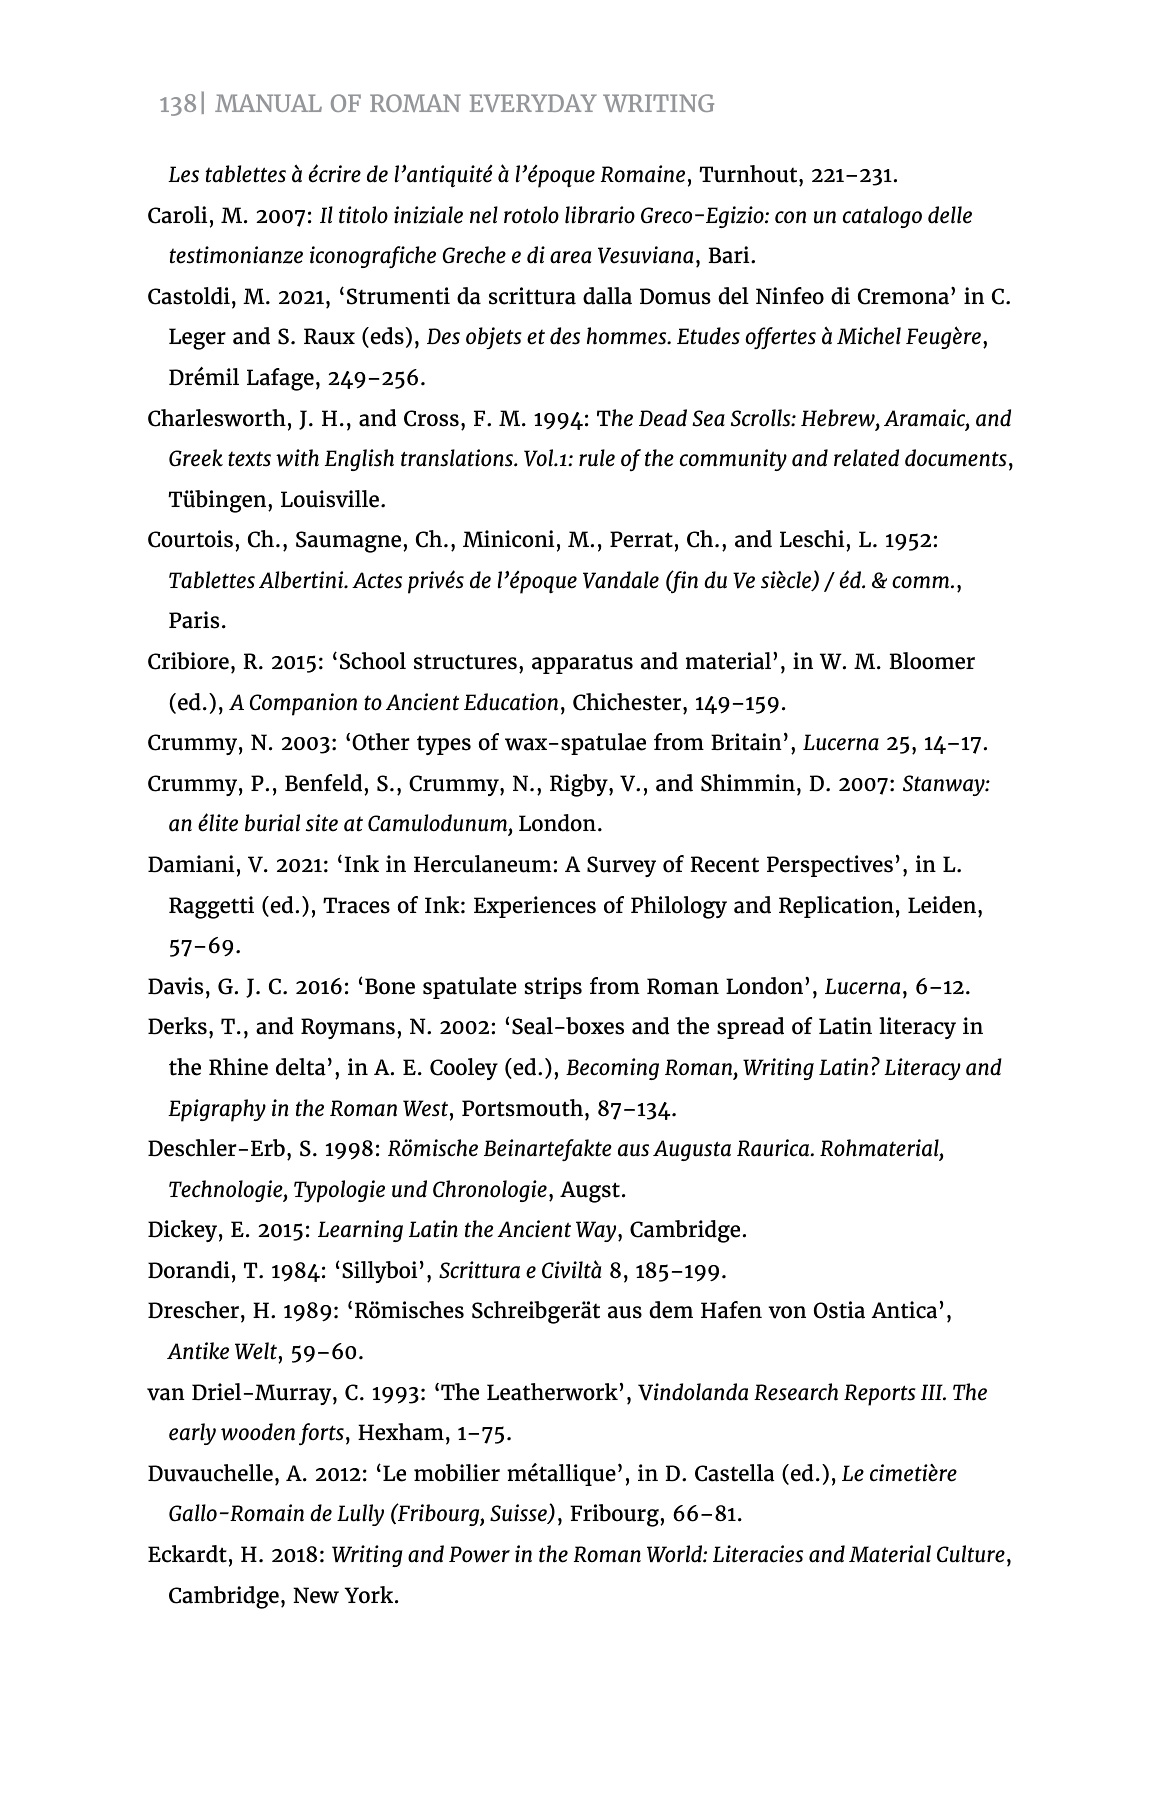 138| MANUAL OF ROMAN EVERYDAY WRITING
Les tablettes à écrire de l’antiquité à l’époque Romaine, Turnhout, 221–231.
Caroli, M. 2007: Il titolo iniziale nel rotolo librario Greco-Egizio: con un catalogo delle
testimonianze iconografiche Greche e di area Vesuviana, Bari.
Castoldi, M. 2021, ‘Strumenti da scrittura dalla Domus del Ninfeo di Cremona’ in C.
Leger and S. Raux (eds), Des objets et des hommes. Etudes offertes à Michel Feugère,
Drémil Lafage, 249–256.
Charlesworth, J. H., and Cross, F. M. 1994: The Dead Sea Scrolls: Hebrew, Aramaic, and
Greek texts with English translations. Vol.1: rule of the community and related documents,
Tübingen, Louisville.
Courtois, Ch., Saumagne, Ch., Miniconi, M., Perrat, Ch., and Leschi, L. 1952:
Tablettes Albertini. Actes privés de l’époque Vandale (fin du Ve siècle) / éd. & comm.,
Paris.
Cribiore, R. 2015: ‘School structures, apparatus and material’, in W. M. Bloomer
(ed.), A Companion to Ancient Education, Chichester, 149–159.
Crummy, N. 2003: ‘Other types of wax-spatulae from Britain’, Lucerna 25, 14–17.
Crummy, P., Benfeld, S., Crummy, N., Rigby, V., and Shimmin, D. 2007: Stanway:
an élite burial site at Camulodunum, London.
Damiani, V. 2021: ‘Ink in Herculaneum: A Survey of Recent Perspectives’, in L.
Raggetti (ed.), Traces of Ink: Experiences of Philology and Replication, Leiden,
57–69.
Davis, G. J. C. 2016: ‘Bone spatulate strips from Roman London’, Lucerna, 6–12.
Derks, T., and Roymans, N. 2002: ‘Seal-boxes and the spread of Latin literacy in
the Rhine delta’, in A. E. Cooley (ed.), Becoming Roman, Writing Latin? Literacy and
Epigraphy in the Roman West, Portsmouth, 87–134.
Deschler-Erb, S. 1998: Römische Beinartefakte aus Augusta Raurica. Rohmaterial,
Technologie, Typologie und Chronologie, Augst.
Dickey, E. 2015: Learning Latin the Ancient Way, Cambridge.
Dorandi, T. 1984: ‘Sillyboi’, Scrittura e Civiltà 8, 185–199.
Drescher, H. 1989: ‘Römisches Schreibgerät aus dem Hafen von Ostia Antica’,
Antike Welt, 59–60.
van Driel-Murray, C. 1993: ‘The Leatherwork’, Vindolanda Research Reports III. The
early wooden forts, Hexham, 1–75.
Duvauchelle, A. 2012: ‘Le mobilier métallique’, in D. Castella (ed.), Le cimetière
Gallo-Romain de Lully (Fribourg, Suisse), Fribourg, 66–81.
Eckardt, H. 2018: Writing and Power in the Roman World: Literacies and Material Culture,
Cambridge, New York.